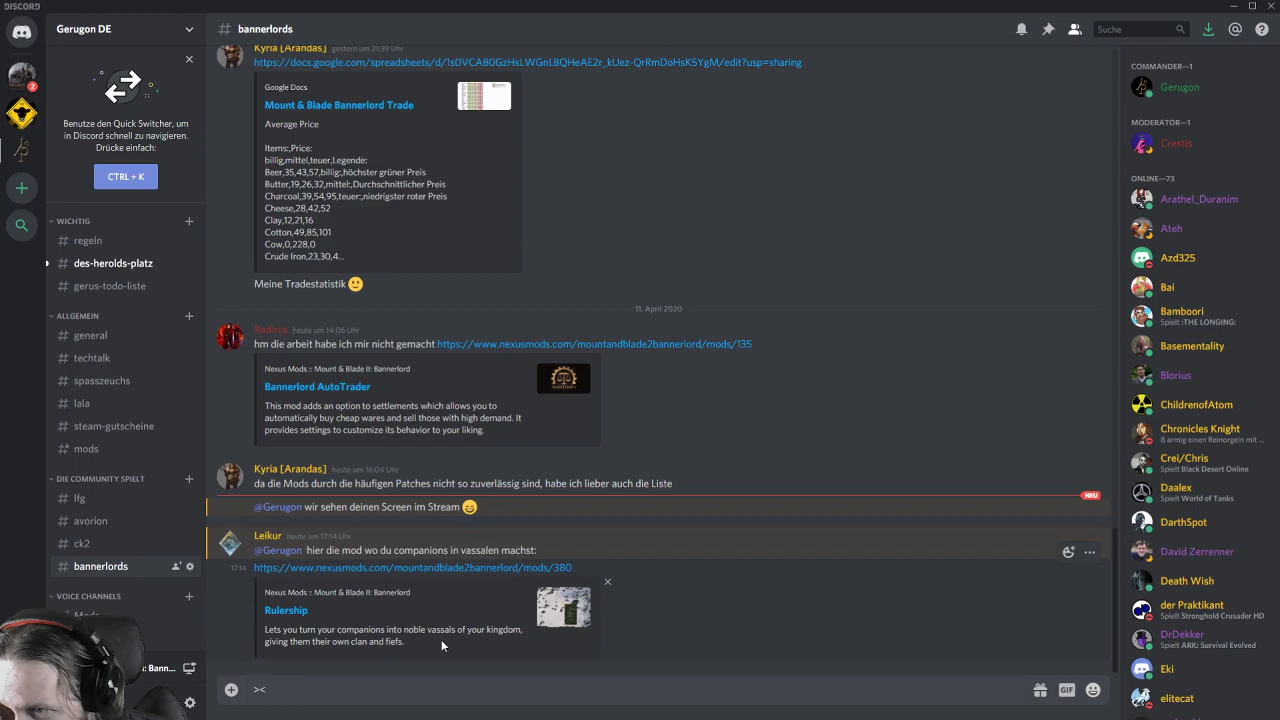 DISCORD
Gerugon DE
bannerlords
Suche
2
Benutze den Quick Switcher, um
in Discord schnell zu navigieren.
Drücke einfach:
CTRL + K
WICHTIG
regeln
des-herolds-platz
gerus-todo-liste
ALLGEMEIN
general
techtalk
spasszeuchs
lala
steam-gutscheine
mods
DIE COMMUNITY SPIELT
lfg
avorion
ck2
bannerlords
VOICE CHANNELS
Mods
: Bann...
Kyria [Arandas] gestern um 21:39 Uhr
Google Docs
Mount & Blade Bannerlord Trade
Average Price
Items:,Price:
billig,mittel,teuer,Legende:
Beer,35,43,57,billig:,höchster grüner Preis
Butter,19,26,32,mittel:,Durchschnittlicher Preis
Charcoal,39,54,95,teuer:,niedrigster roter Preis
Cheese,28,42,52
Clay,12,21,16
Cotton,49,85,101
Cow,0,228,0
Crude Iron,23,30,4...
Meine Tradestatistik
11. April 2020
Radircs heute um 14:06 Uhr
hm die arbeit habe ich mir nicht gemacht https://www.nexusmods.com/mountandblade2bannerlord/mods/135
Nexus Mods :: Mount & Blade II: Bannerlord
Bannerlord AutoTrader
This mod adds an option to settlements which allows you to
automatically buy cheap wares and sell those with high demand. It
provides settings to customize its behavior to your liking.
Kyria [Arandas] heute um 16:04 Uhr
da die Mods durch die häufigen Patches nicht so zuverlässig sind, habe ich lieber auch die Liste
NEU
@Gerugon wir sehen deinen Screen im Stream
Leikur heute um 17:14 Uhr
@Gerugon hier die mod wo du companions in vassalen machst:
17:14 https://www.nexusmods.com/mountandblade2bannerlord/mods/380
Nexus Mods :: Mount & Blade II: Bannerlord
Rulership
Lets you turn your companions into noble vassals of your kingdom,
giving them their own clan and fiefs.
><
GIF
COMMANDER—1
Gerugon
MODERATOR—1
Crestis
ONLINE—73
Arathel_Duranim
Ateh
Azd325
Bai
Bamboori
Spielt :THE LONGING:
Basementality
Blorius
ChildrenofAtom
Chronicles Knight
8 armig einen Reinorgeln mit ...
Crei/Chris
Spielt Black Desert Online
Daalex
Spielt World of Tanks
DarthSpot
David Zerrenner
Death Wish
der Praktikant
Spielt Stronghold Crusader HD
DrDekker
Spielt ARK: Survival Evolved
Eki
elitecat